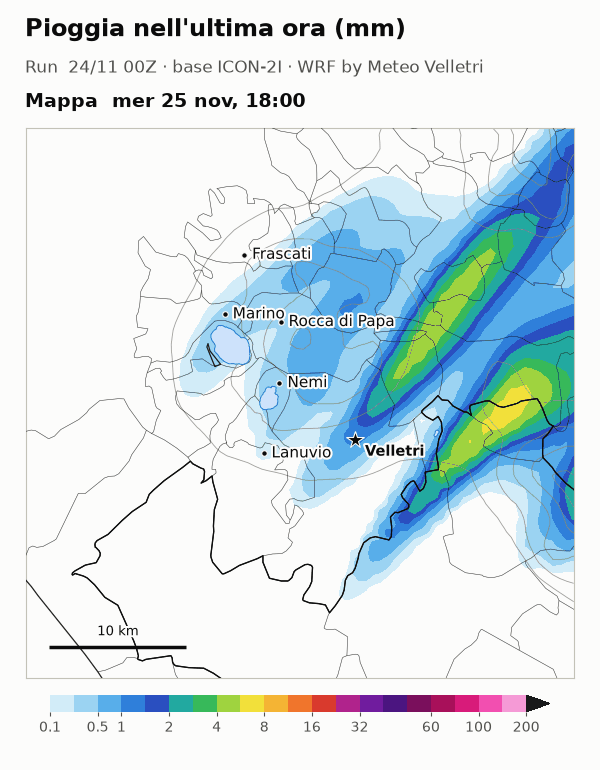 Pioggia nell'ultima ora (mm)
Run  24/11 00Z · base ICON-2I · WRF by Meteo Velletri
Mappa  mer 25 nov, 18:00
Frascati
Marino
Rocca di Papa
Nemi
Velletri
Lanuvio
10 km
0.1 0.5 1 2 4 8 16 32 60 100 200